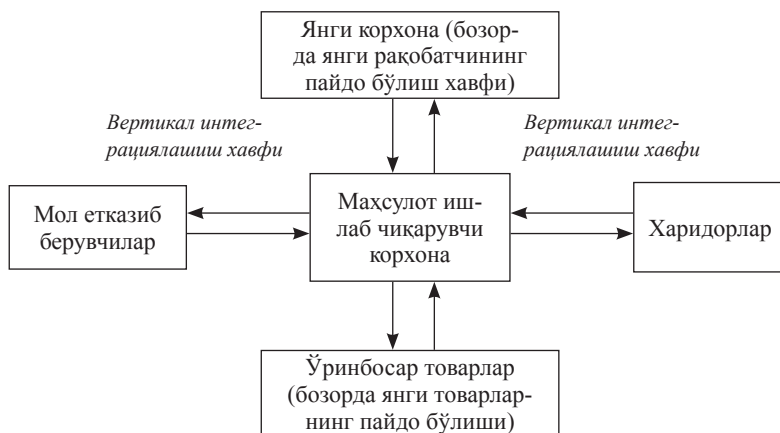 Янги корхона (бозор-
да янги рақобатчининг
пайдо бўлиш хавфи)
Вертикал интег-
рациялашиш хавфи
Вертикал интег-
рациялашиш хавфи
Мол етказиб
берувчилар
Маҳсулот иш-
лаб чиқарувчи
корхона
Харидорлар
Ўринбосар товарлар
(бозорда янги товарлар-
нинг пайдо бўлиши)